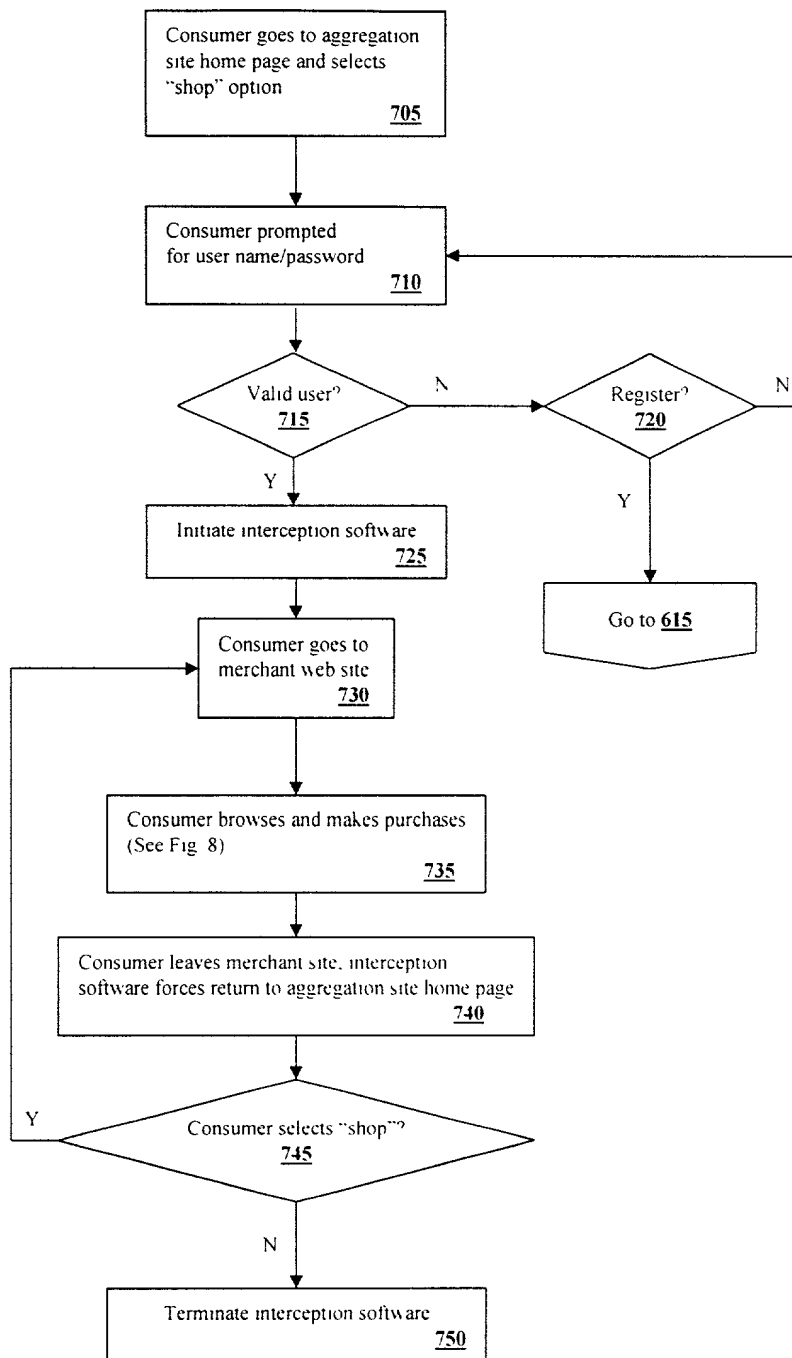 Consumer goes to aggregation
site home page and selects
“shop” option
705
Consumer prompted
for user name/password
710
Valid user?
715
N
Register?
720
N
Y
Y
Initiate interception software
725
Go to 615
Consumer goes to
merchant web site
730
Consumer browses and makes purchases
(See Fig. 8)
735
Consumer leaves merchant site, interception
software forces return to aggregation site home page
740
Y
Consumer selects “shop”?
745
N
Terminate interception software
750